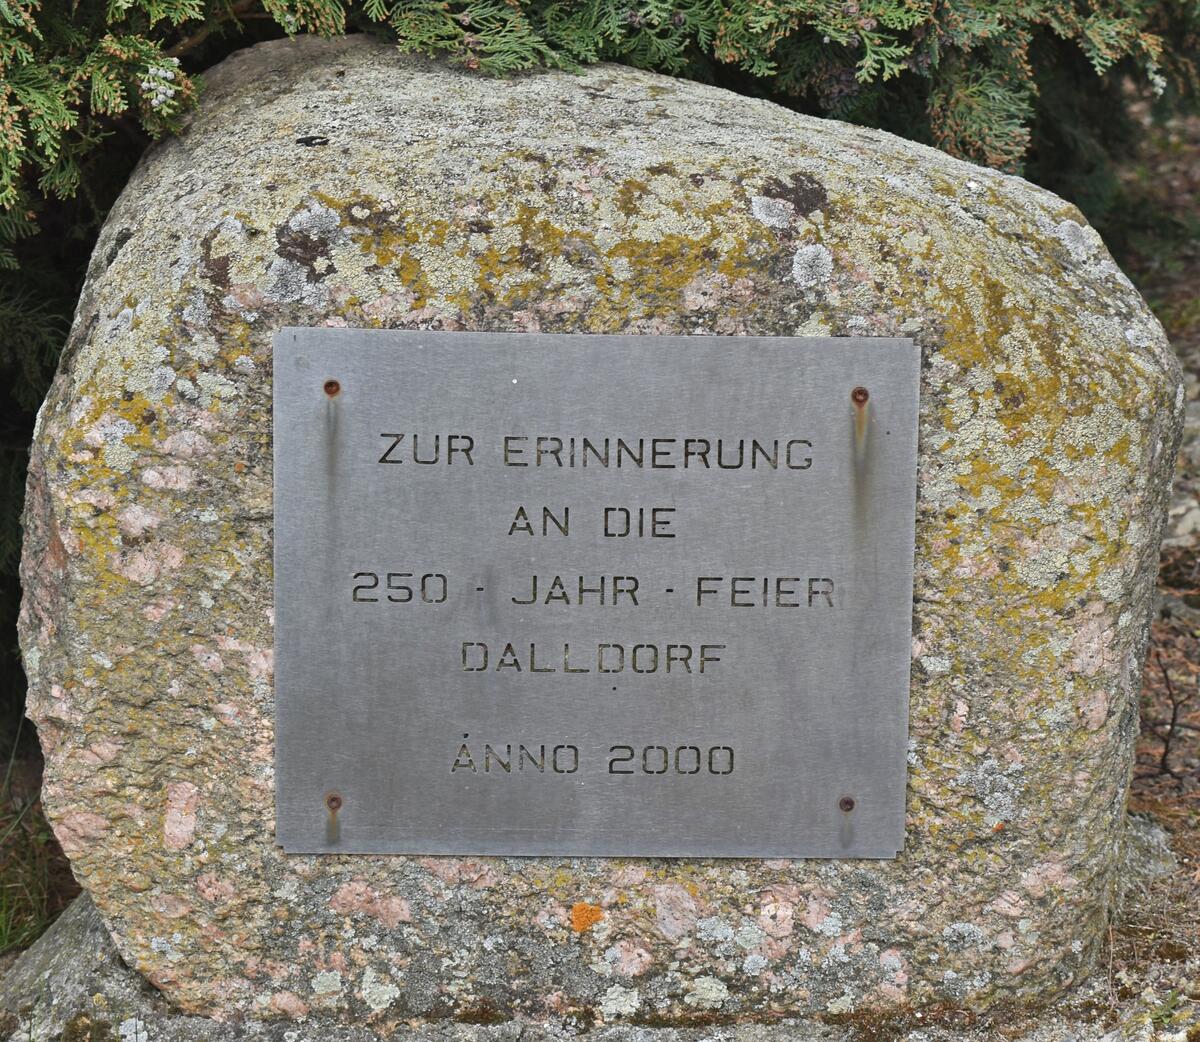 ZUR ERINNERUNG
AN DIE
250 - JAHR - FEIER
DALLDORF
ANNO 2000